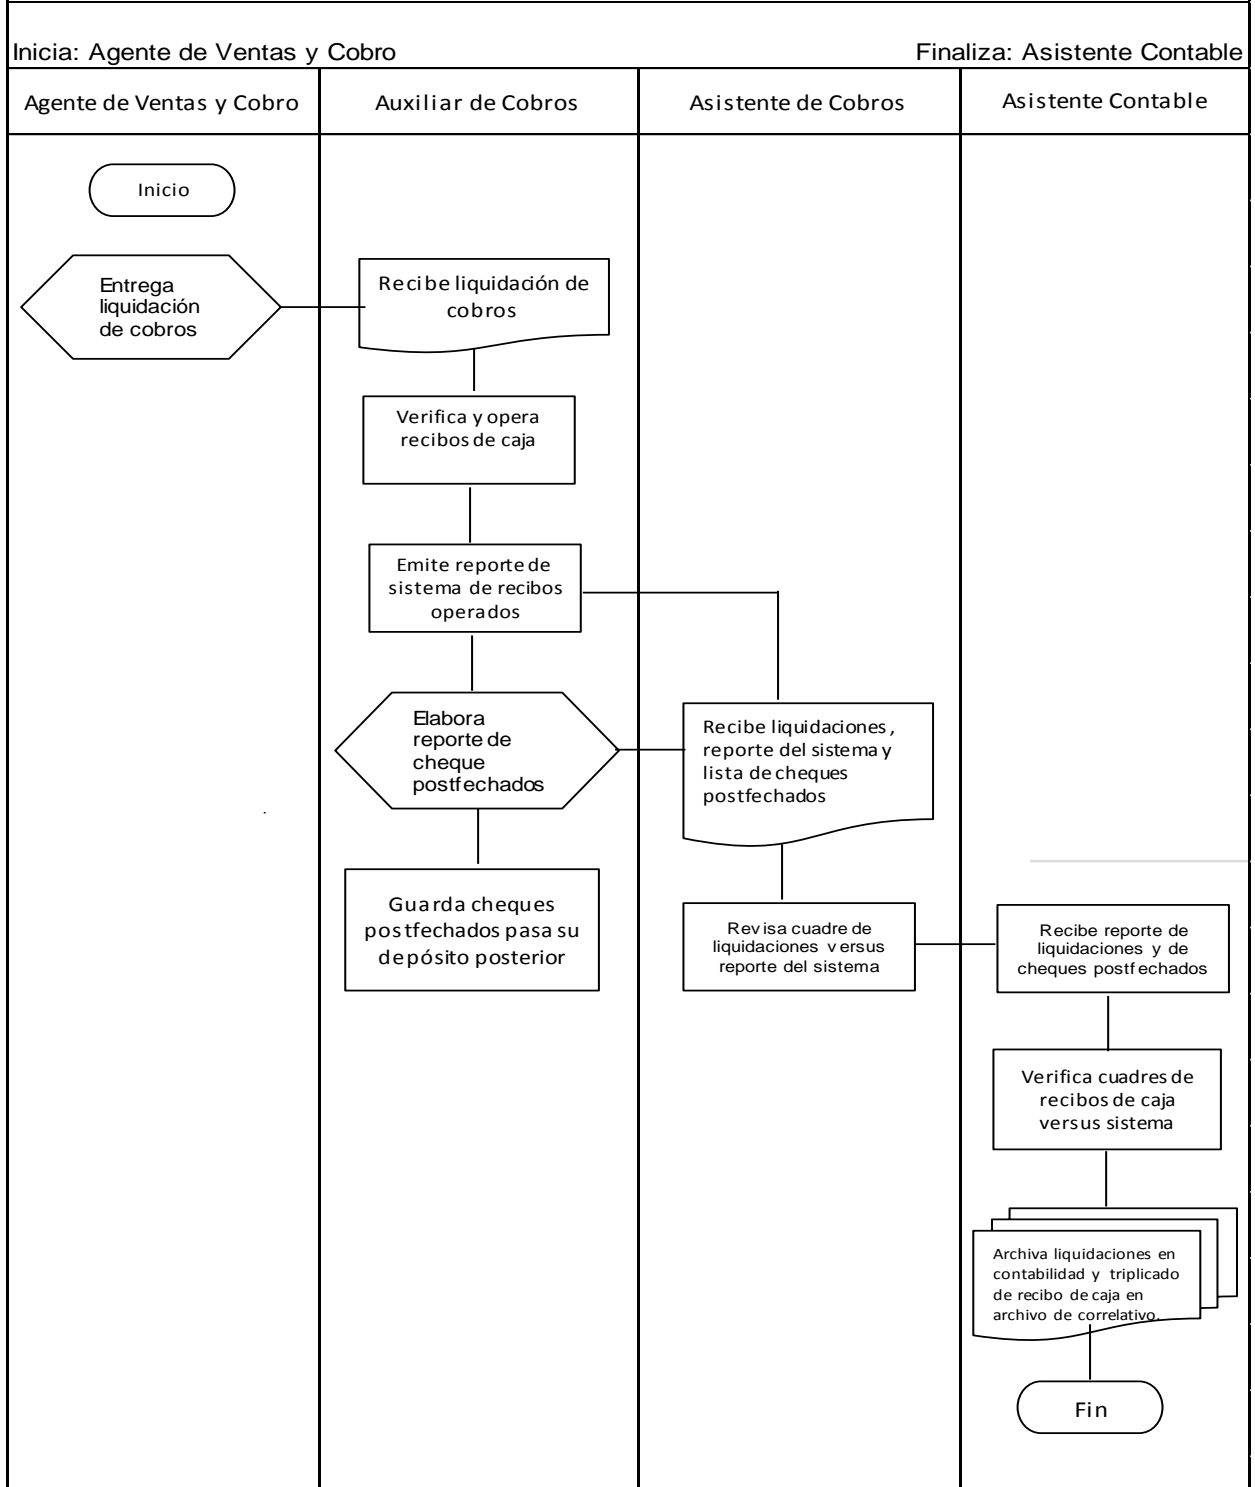 Inicia: Agente de Ventas y Cobro
Finaliza: Asistente Contable
Agente de Ventas y Cobro
Auxiliar de Cobros
Asistente de Cobros
Asistente Contable
Inicio
Entrega
liquidación
de cobros
Recibe liquidación de
cobros
Verifica y opera
recibos de caja
Emite reporte de
sistema de recibos
operados
Elabora
reporte de
cheque
postfechados
Recibe liquidaciones,
reporte del sistema y
lista de cheques
postfechados
Guarda cheques
postfechados pasa su
depósito posterior
Revisa cuadre de
liquidaciones versus
reporte del sistema
Recibe reporte de
liquidaciones y de
cheques postfechados
Verifica cuadres de
recibos de caja
versus sistema
Archiva liquidaciones en
contabilidad y triplicado
de recibo de caja en
archivo de correlativo.
Fin